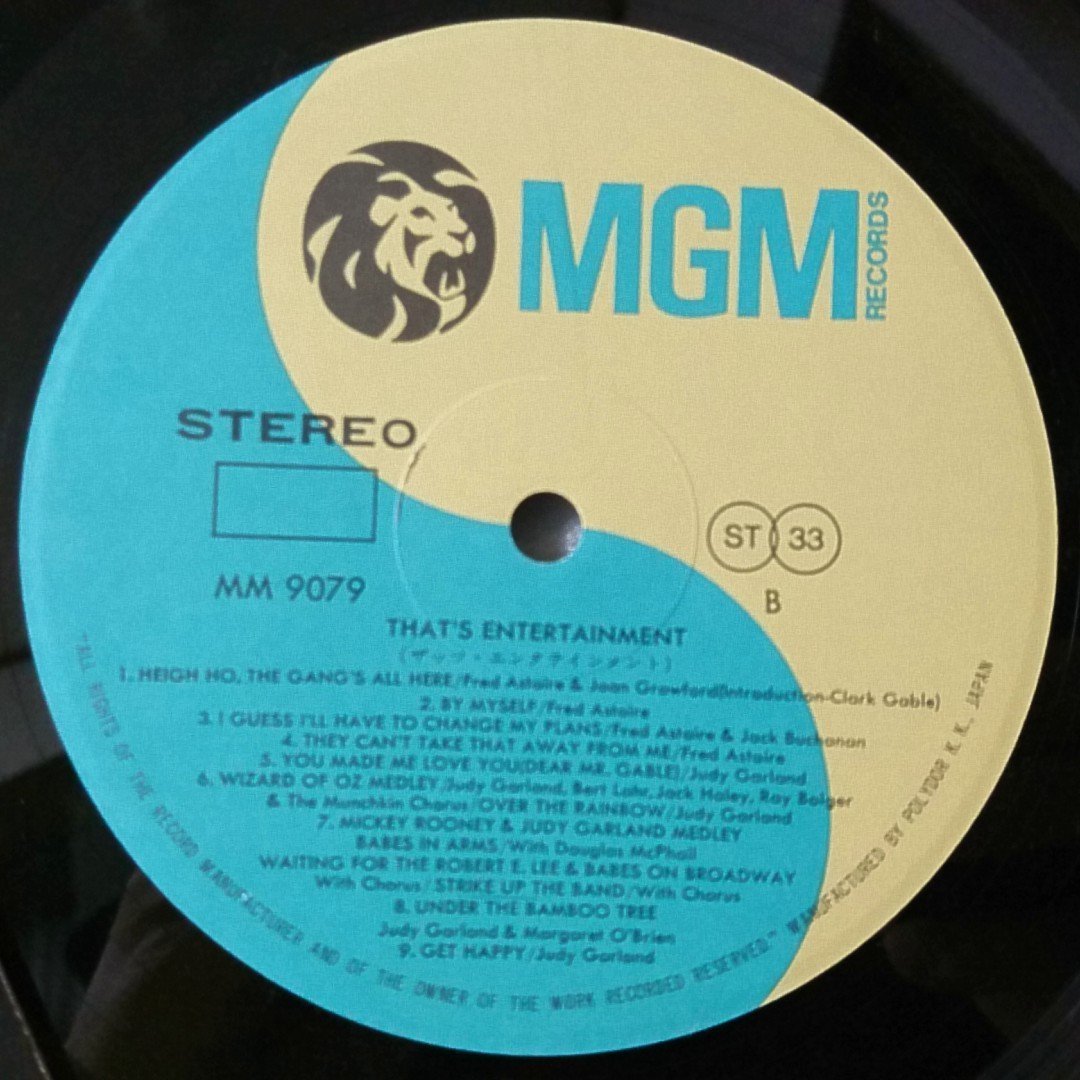 MGM
RECORDS
STEREO
ST 33
MM 9079
B
THAT'S ENTERTAINMENT
(ザッツ・エンタテインメント)
1. HEIGH HO, THE GANG'S ALL HERE/Fred Astaire & Joan Crawford(Introduction-Clark Gable)
2. BY MYSELF/Fred Astaire
3. I GUESS I'LL HAVE TO CHANGE MY PLANS/Fred Astaire & Jack Buchanan
4. THEY CAN'T TAKE THAT AWAY FROM ME/Fred Astaire
5. YOU MADE ME LOVE YOU(DEAR MR. GABLE)/Judy Garland
6. WIZARD OF OZ MEDLEY/Judy Garland, Bert Lahr, Jack Haley, Ray Bolger
& The Munchkin Chorus/OVER THE RAINBOW/Judy Garland
7. MICKEY ROONEY & JUDY GARLAND MEDLEY
BABES IN ARMS/With Douglas McPhail
WAITING FOR THE ROBERT E. LEE & BABES ON BROADWAY
With Chorus/STRIKE UP THE BAND/With Chorus
8. UNDER THE BAMBOO TREE
Judy Garland & Margaret O'Brien
9. GET HAPPY/Judy Garland
"ALL RIGHTS OF THE RECORD MANUFACTURER AND OF THE OWNER OF THE WORK RECORDED RESERVED." MANUFACTURED BY POLYDOR K. K., JAPAN